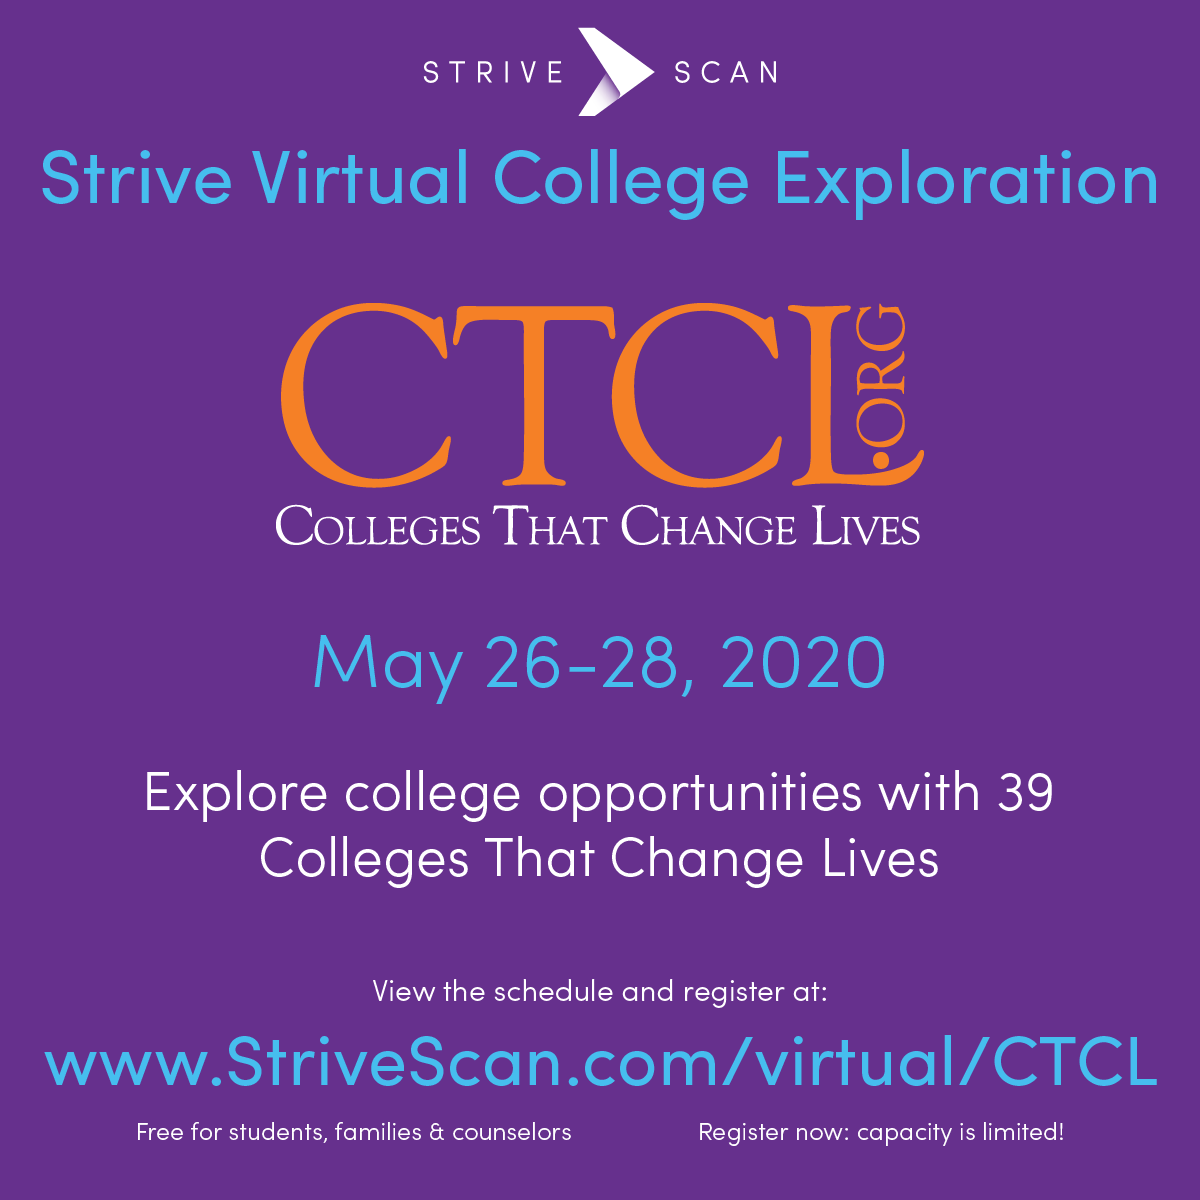 STRIVE SCAN
Strive Virtual College Exploration
CTCL.ORG
COLLEGES THAT CHANGE LIVES
May 26-28, 2020
Explore college opportunities with 39
Colleges That Change Lives
View the schedule and register at:
www.StriveScan.com/virtual/CTCL
Free for students, families & counselors
Register now: capacity is limited!